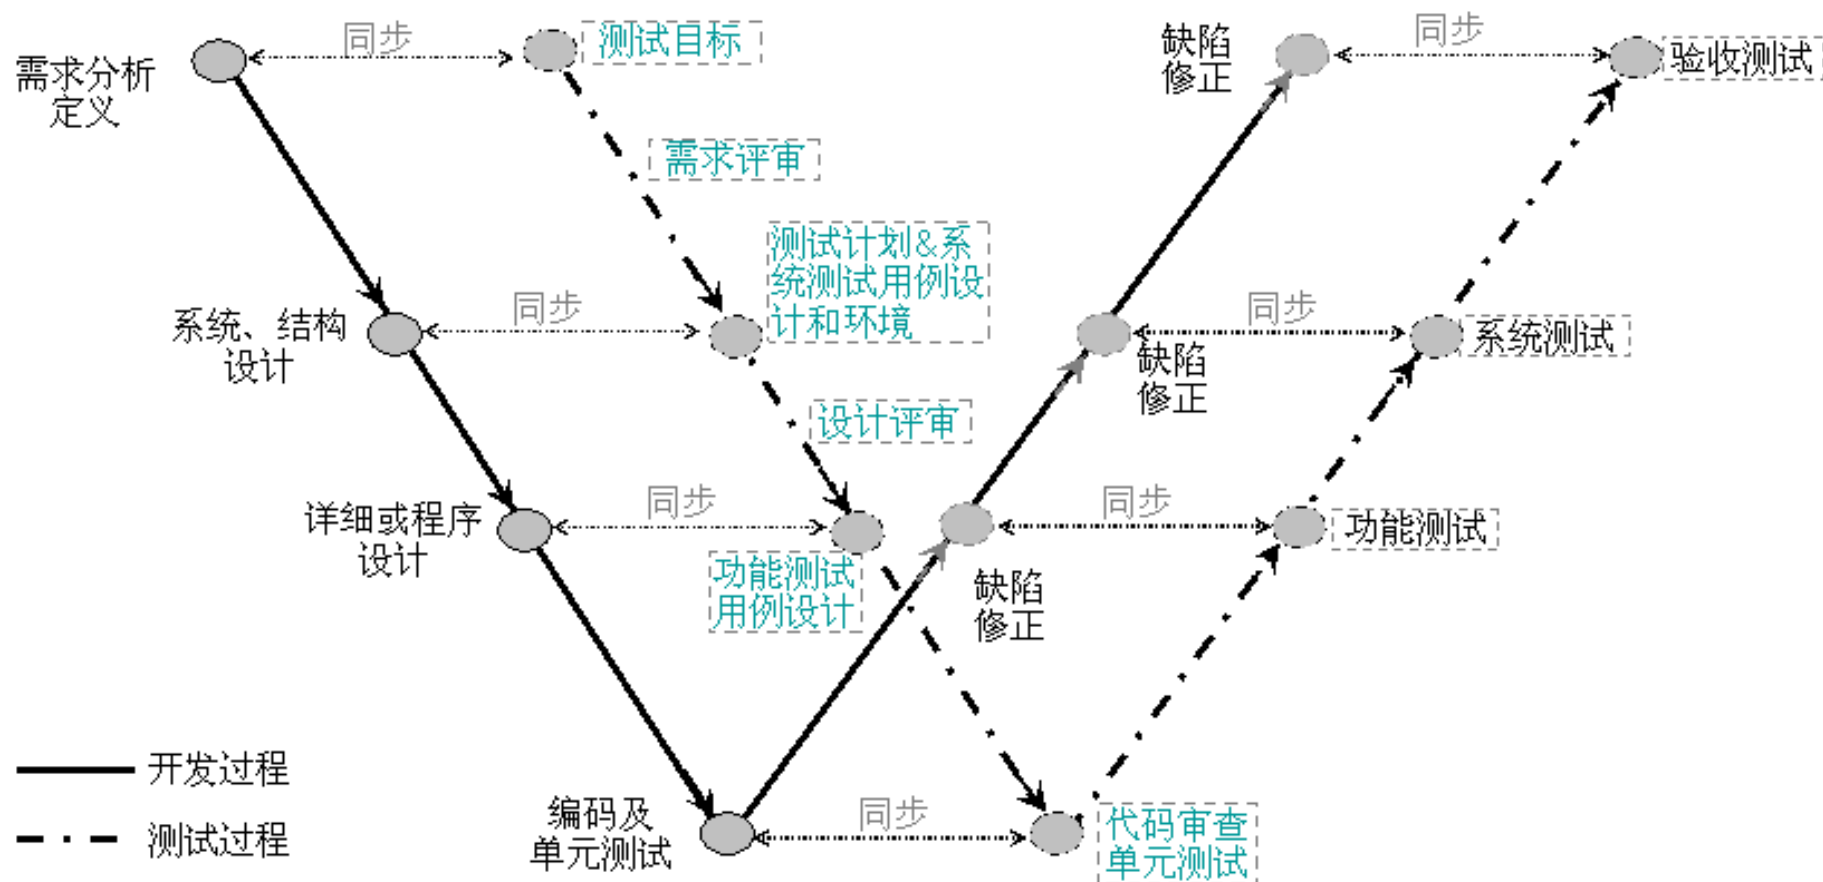 同步
测试目标
需求分析
定义
需求评审
测试计划&系
统测试用例设
计和环境
系统、结构
设计
同步
设计评审
详细或程序
设计
同步
功能测试
用例设计
编码及
单元测试
同步
代码审查
单元测试
缺陷
修正
同步
验收测试
缺陷
修正
同步
系统测试
缺陷
修正
同步
功能测试
开发过程
测试过程